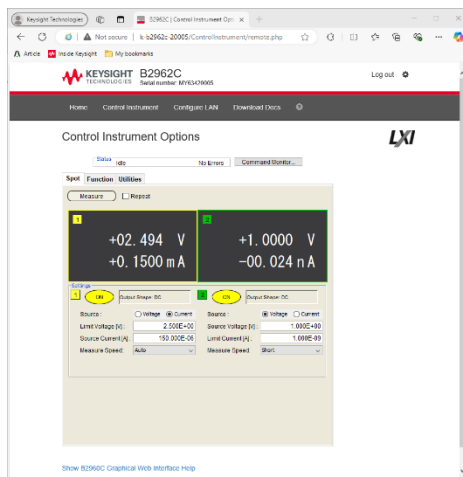 Keysight Technologies
B2962C | Control Instrument Opti
Not secure | k-b2962c-20005/ControlInstrument/remote.php
Article
Inside Keysight
My bookmarks
KEYSIGHT
TECHNOLOGIES
B2962C
Serial number: MY63420005
Log out
Home
Control Instrument
Configure LAN
Download Docs
Control Instrument Options
LXI
Status
Idle
No Errors
Command Monitor...
Spot
Function
Utilities
Measure
Repeat
1
+02.494 V
+0.1500 mA
2
+1.0000 V
-00.024 nA
Settings
1
ON
Output Shape: DC
Source :
Voltage
Current
Limit Voltage [V] :
2.500E+00
Source Current [A] :
150.000E-06
Measure Speed:
Auto
2
ON
Output Shape: DC
Source :
Voltage
Current
Source Voltage [V] :
1.000E+00
Limit Current [A] :
1.000E-09
Measure Speed:
Short
Show B2960C Graphical Web Interface Help